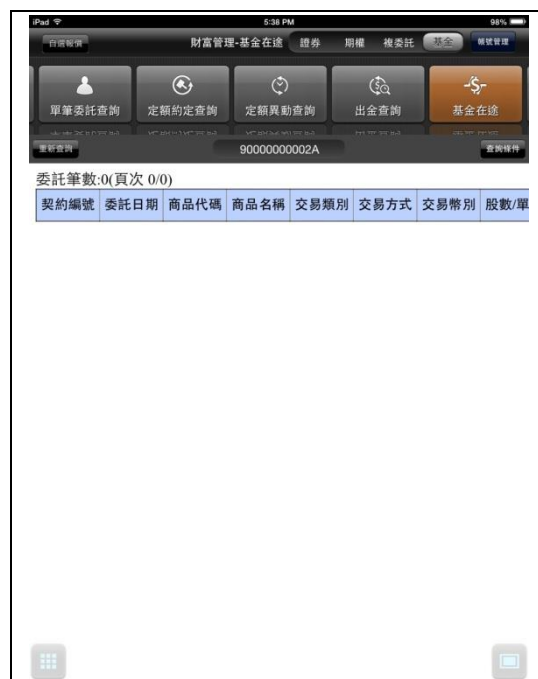 iPad 5:38 PM 98%
自選報價 財富管理-基金在途 證券 期權 複委託 基金 帳號管理
單筆委託查詢 定額約定查詢 定額異動查詢 出金查詢 基金在途
重新查詢 90000000002A 查詢條件
委託筆數:0(頁次 0/0)
契約編號 委託日期 商品代碼 商品名稱 交易類別 交易方式 交易幣別 股數/單